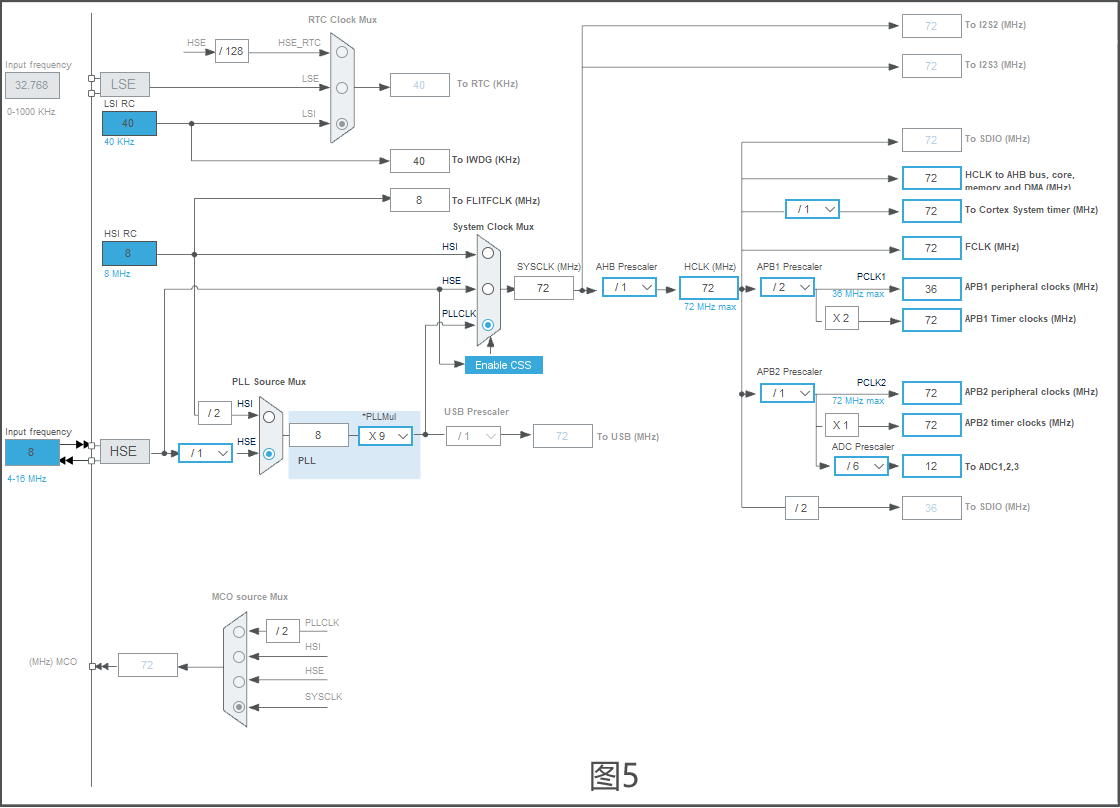 RTC Clock Mux
HSE
/ 128
HSE_RTC
Input frequency
32.768
0-1000 KHz
LSE
LSE
40
To RTC (KHz)
LSI RC
40
40 KHz
LSI
40
To IWDG (KHz)
8
To FLITFCLK (MHz)
HSI RC
8
8 MHz
System Clock Mux
HSI
HSE
PLLCLK
Enable CSS
SYSCLK (MHz)
72
AHB Prescaler
/ 1
HCLK (MHz)
72
72 MHz max
72
To I2S2 (MHz)
72
To I2S3 (MHz)
72
To SDIO (MHz)
72
HCLK to AHB bus, core,
memory and DMA (MHz)
/ 1
72
To Cortex System timer (MHz)
72
FCLK (MHz)
APB1 Prescaler
/ 2
PCLK1
36 MHz max
36
APB1 peripheral clocks (MHz)
X 2
72
APB1 Timer clocks (MHz)
APB2 Prescaler
/ 1
PCLK2
72 MHz max
72
APB2 peripheral clocks (MHz)
X 1
72
APB2 timer clocks (MHz)
ADC Prescaler
/ 6
12
To ADC1,2,3
/ 2
36
To SDIO (MHz)
PLL Source Mux
/ 2
HSI
Input frequency
8
4-16 MHz
HSE
/ 1
HSE
8
*PLLMul
X 9
PLL
USB Prescaler
/ 1
72
To USB (MHz)
MCO source Mux
/ 2
PLLCLK
HSI
HSE
SYSCLK
(MHz) MCO
72
图5